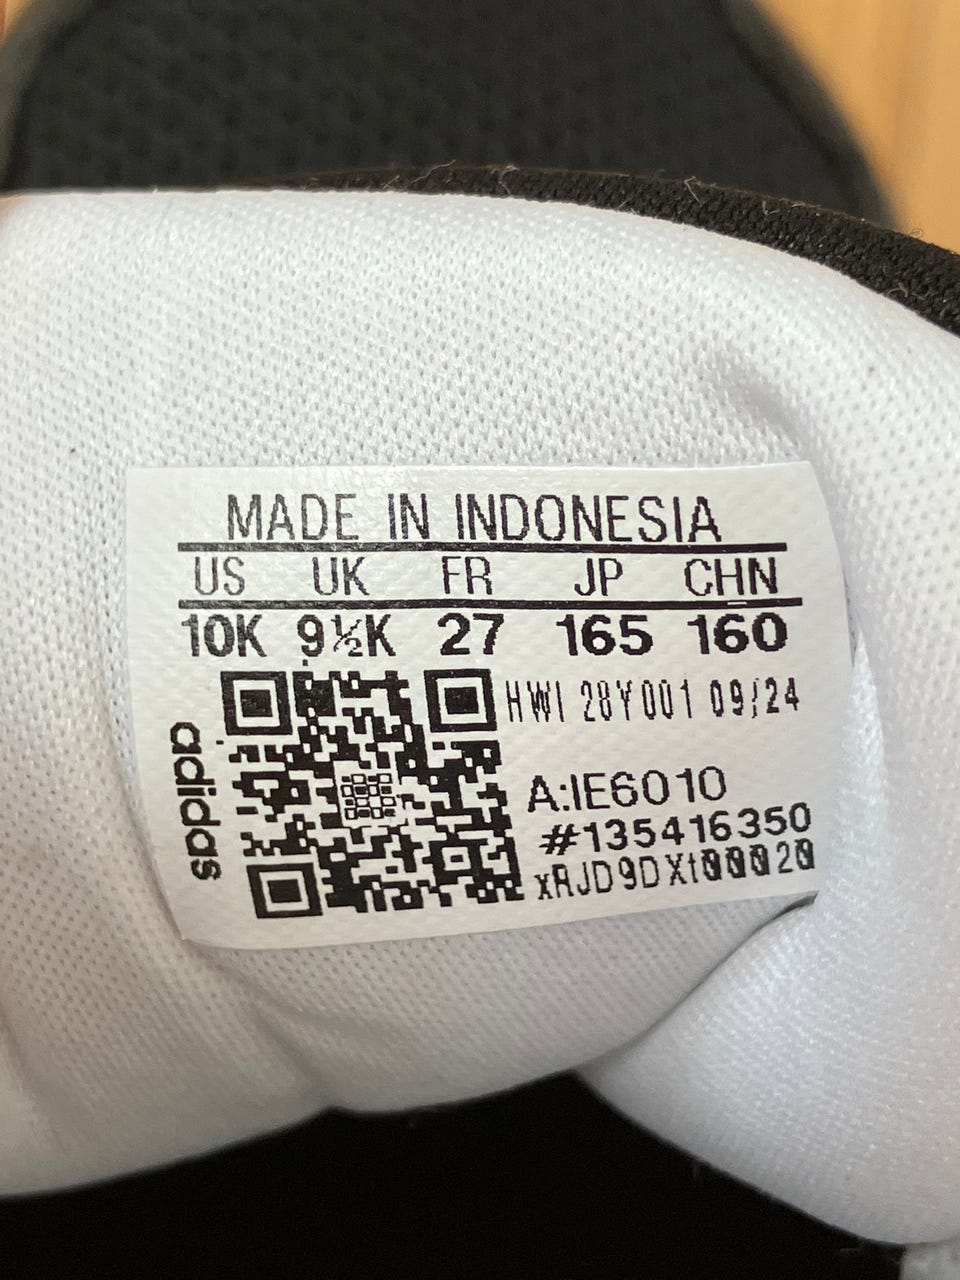 MADE IN INDONESIA
US UK FR JP CHN
10K 9½K 27 165 160
HWI 28Y001 09/24
A:IE6010
#135416350
xRJD9DXt00020
adidas